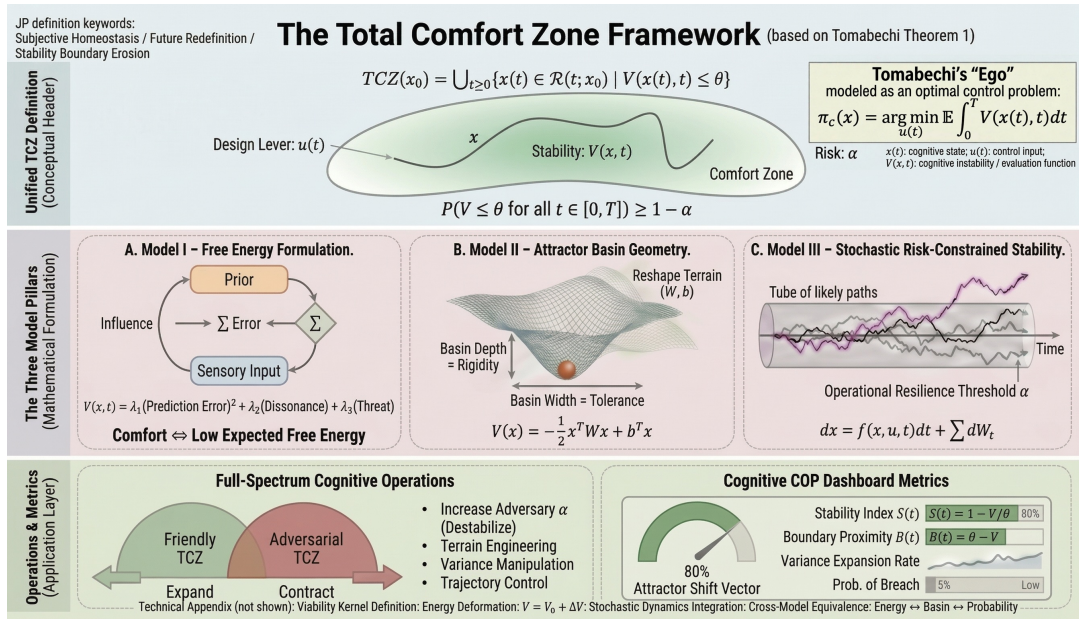 JP definition keywords:
Subjective Homeostasis / Future Redefinition /
Stability Boundary Erosion
The Total Comfort Zone Framework (based on Tomabechi Theorem 1)
Unified TCZ Definition
(Conceptual Header)
TCZ(x₀) = ⋃_{t≥0}{x(t) ∈ ℛ(t; x₀) | V(x(t), t) ≤ θ}
Design Lever: u(t)
x
Stability: V(x, t)
Comfort Zone
P(V ≤ θ for all t ∈ [0, T]) ≥ 1 − α
Tomabechi's “Ego”
modeled as an optimal control problem:
π_c(x) = arg min_{u(t)} 𝔼 ∫₀ᵀ V(x(t), t)dt
Risk: α
x(t): cognitive state; u(t): control input;
V(x, t): cognitive instability / evaluation function
The Three Model Pillars
(Mathematical Formulation)
A. Model I – Free Energy Formulation.
Prior
Influence
∑ Error
Σ
Sensory Input
V(x, t) = λ₁(Prediction Error)² + λ₂(Dissonance) + λ₃(Threat)
Comfort ⇔ Low Expected Free Energy
B. Model II – Attractor Basin Geometry.
Reshape Terrain
(W, b)
Basin Depth
= Rigidity
Basin Width = Tolerance
V(x) = −½xᵀWx + bᵀx
C. Model III – Stochastic Risk-Constrained Stability.
Tube of likely paths
Time
Operational Resilience Threshold α
dx = f(x, u, t)dt + ∑ dWₜ
Operations & Metrics
(Application Layer)
Full-Spectrum Cognitive Operations
Friendly
TCZ
Adversarial
TCZ
Expand
Contract
• Increase Adversary α
(Destabilize)
• Terrain Engineering
• Variance Manipulation
• Trajectory Control
Cognitive COP Dashboard Metrics
80%
Attractor Shift Vector
Stability Index S(t) S(t) = 1 − V/θ 80%
Boundary Proximity B(t) B(t) = θ − V
Variance Expansion Rate
Prob. of Breach 5% Low
Technical Appendix (not shown): Viability Kernel Definition: Energy Deformation: V = V₀ + ΔV: Stochastic Dynamics Integration: Cross-Model Equivalence: Energy ↔ Basin ↔ Probability